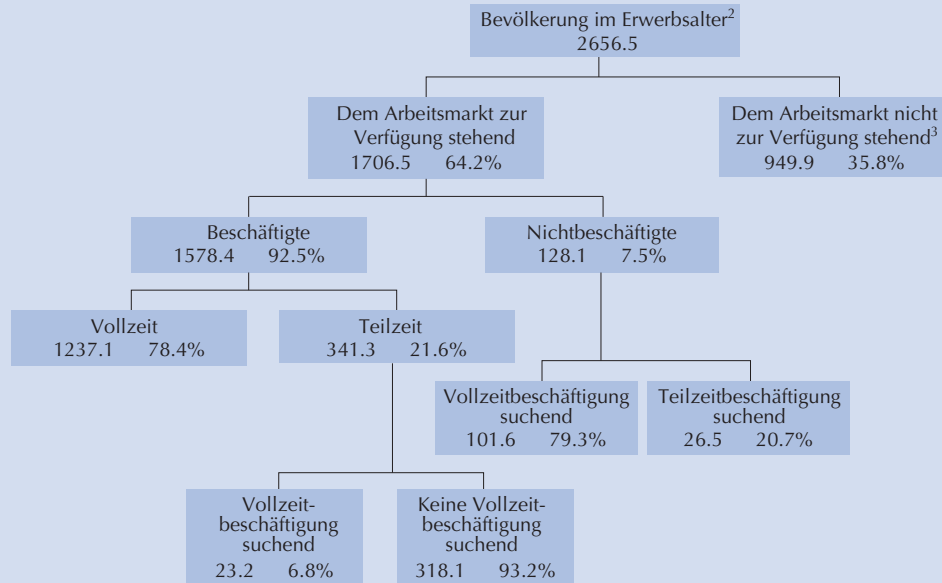 Bevölkerung im Erwerbsalter²
2656.5
Dem Arbeitsmarkt zur
Verfügung stehend
1706.5 64.2%
Dem Arbeitsmarkt nicht
zur Verfügung stehend³
949.9 35.8%
Beschäftigte
1578.4 92.5%
Nichtbeschäftigte
128.1 7.5%
Vollzeit
1237.1 78.4%
Teilzeit
341.3 21.6%
Vollzeitbeschäftigung
suchend
101.6 79.3%
Teilzeitbeschäftigung
suchend
26.5 20.7%
Vollzeit-
beschäftigung
suchend
23.2 6.8%
Keine Vollzeit-
beschäftigung
suchend
318.1 93.2%